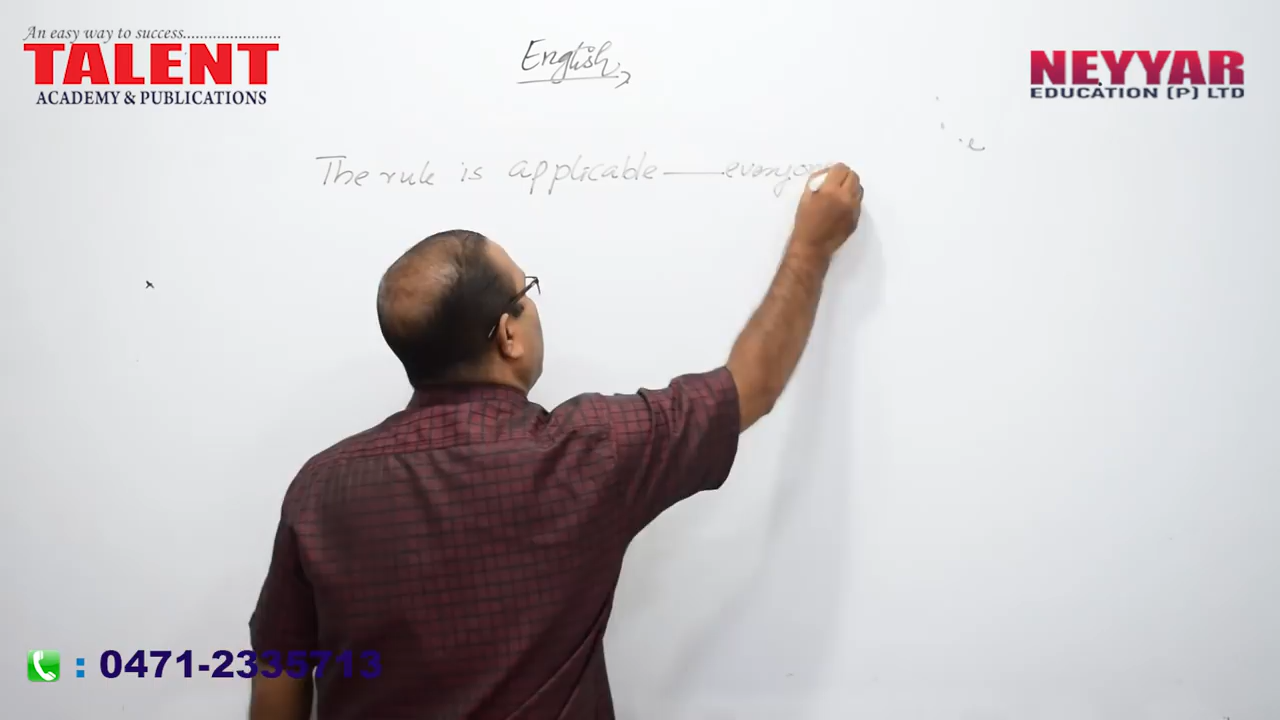 An easy way to success......................
TALENT
ACADEMY & PUBLICATIONS
English
NEYYAR
EDUCATION (P) LTD
The rule is applicable —— everyone
: 0471-2335713